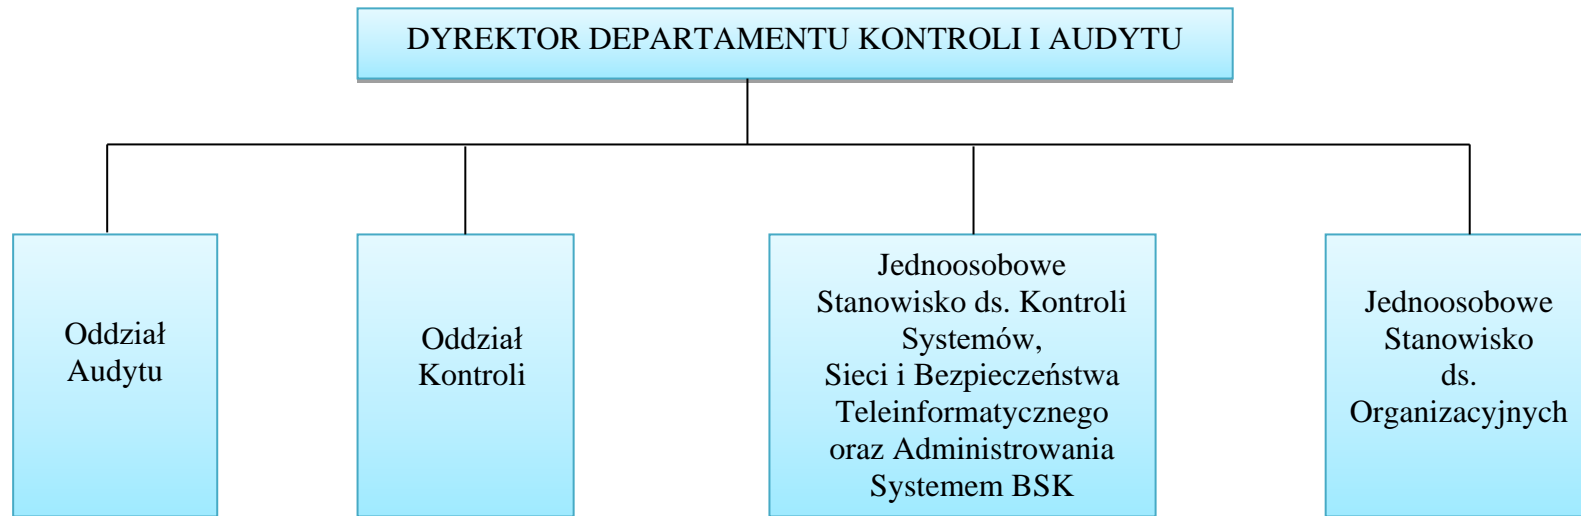 DYREKTOR DEPARTAMENTU KONTROLI I AUDYTU
Oddział
Audytu
Oddział
Kontroli
Jednoosobowe
Stanowisko ds. Kontroli
Systemów,
Sieci i Bezpieczeństwa
Teleinformatycznego
oraz Administrowania
Systemem BSK
Jednoosobowe
Stanowisko
ds.
Organizacyjnych